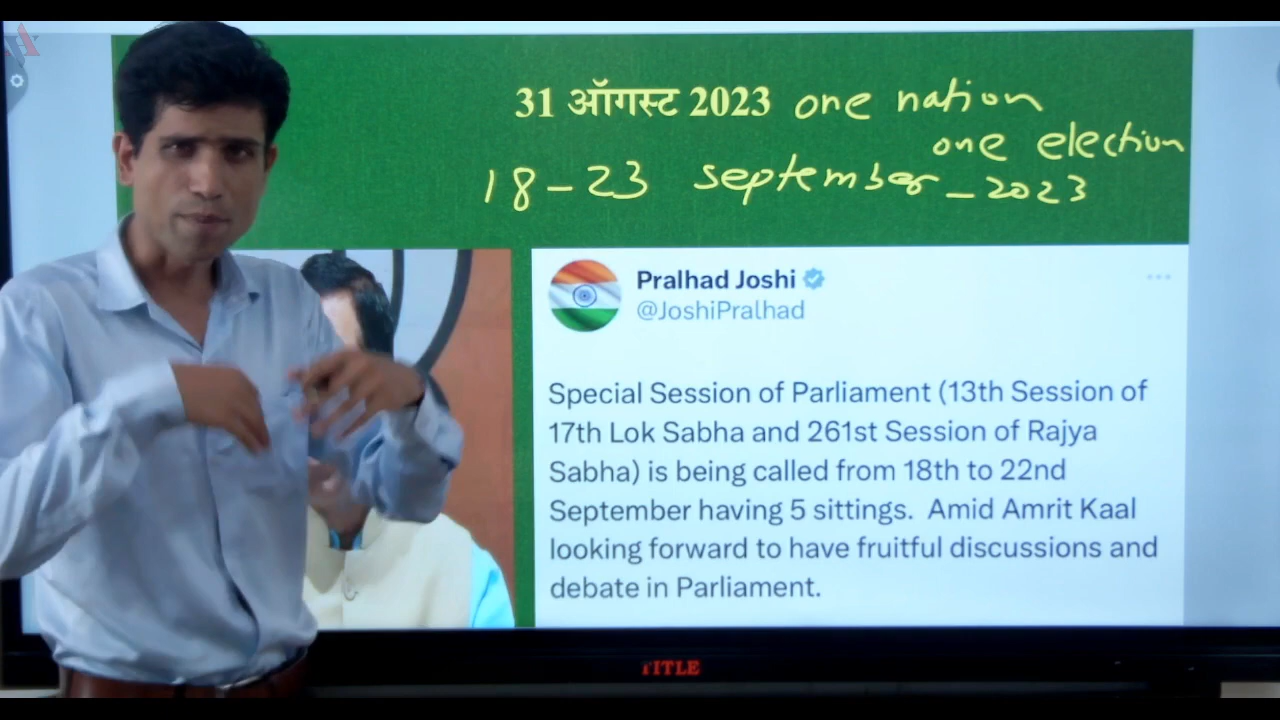 31 ऑगस्ट 2023 one nation
one election
18-23 september - 2023
Pralhad Joshi
@JoshiPralhad
Special Session of Parliament (13th Session of
17th Lok Sabha and 261st Session of Rajya
Sabha) is being called from 18th to 22nd
September having 5 sittings. Amid Amrit Kaal
looking forward to have fruitful discussions and
debate in Parliament.
TITLE